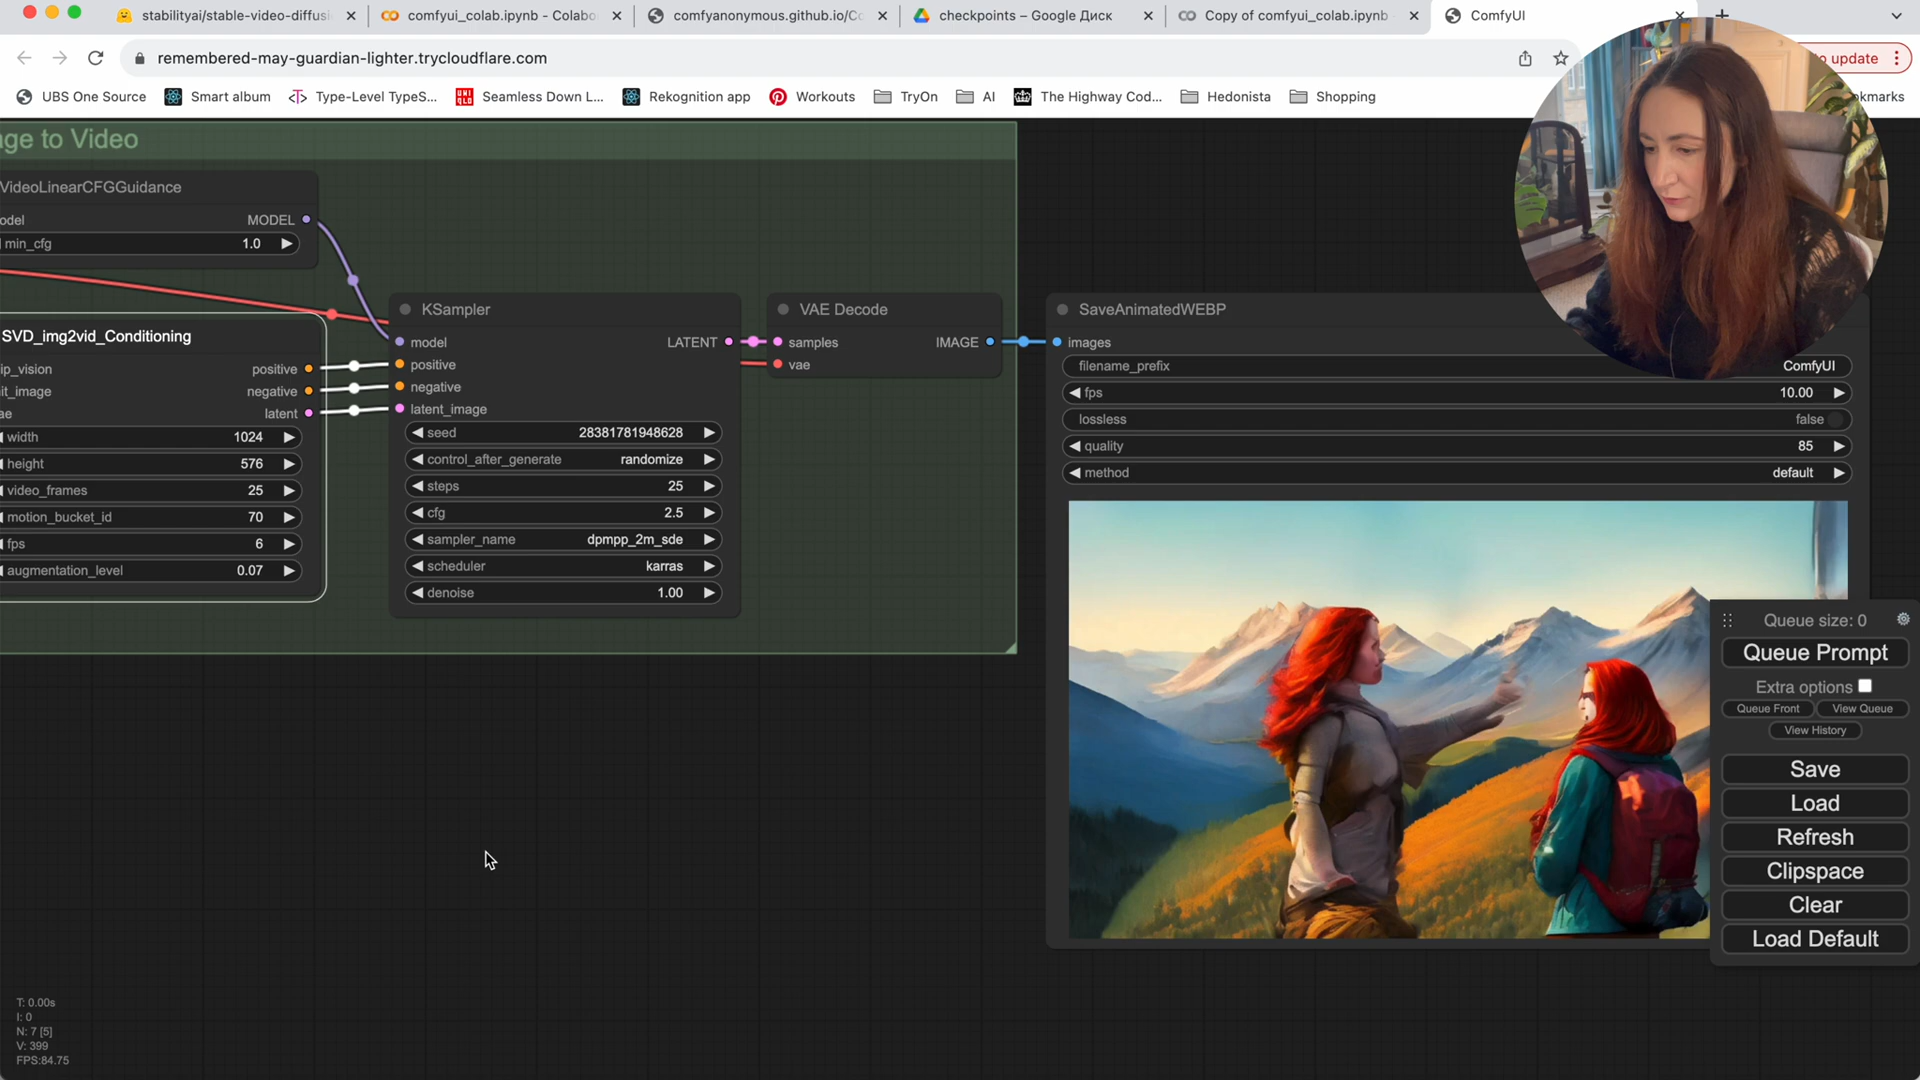 stabilityai/stable-video-diffusi
comfyui_colab.ipynb - Colabo
comfyanonymous.github.io/Co
checkpoints – Google Диск
Copy of comfyui_colab.ipynb
ComfyUI
remembered-may-guardian-lighter.trycloudflare.com
o update
UBS One Source
Smart album
Type-Level TypeS...
Seamless Down L...
Rekognition app
Workouts
TryOn
AI
The Highway Cod...
Hedonista
Shopping
okmarks
ge to Video
VideoLinearCFGGuidance
odel
MODEL
min_cfg
1.0
SVD_img2vid_Conditioning
ip_vision
positive
it_image
negative
ae
latent
width
1024
height
576
video_frames
25
motion_bucket_id
70
fps
6
augmentation_level
0.07
KSampler
model
LATENT
positive
negative
latent_image
seed
28381781948628
control_after_generate
randomize
steps
25
cfg
2.5
sampler_name
dpmpp_2m_sde
scheduler
karras
denoise
1.00
VAE Decode
samples
IMAGE
vae
SaveAnimatedWEBP
images
filename_prefix
ComfyUI
fps
10.00
lossless
false
quality
85
method
default
Queue size: 0
Queue Prompt
Extra options
Queue Front
View Queue
View History
Save
Load
Refresh
Clipspace
Clear
Load Default
T: 0.00s
I: 0
N: 7 [5]
V: 399
FPS:84.75